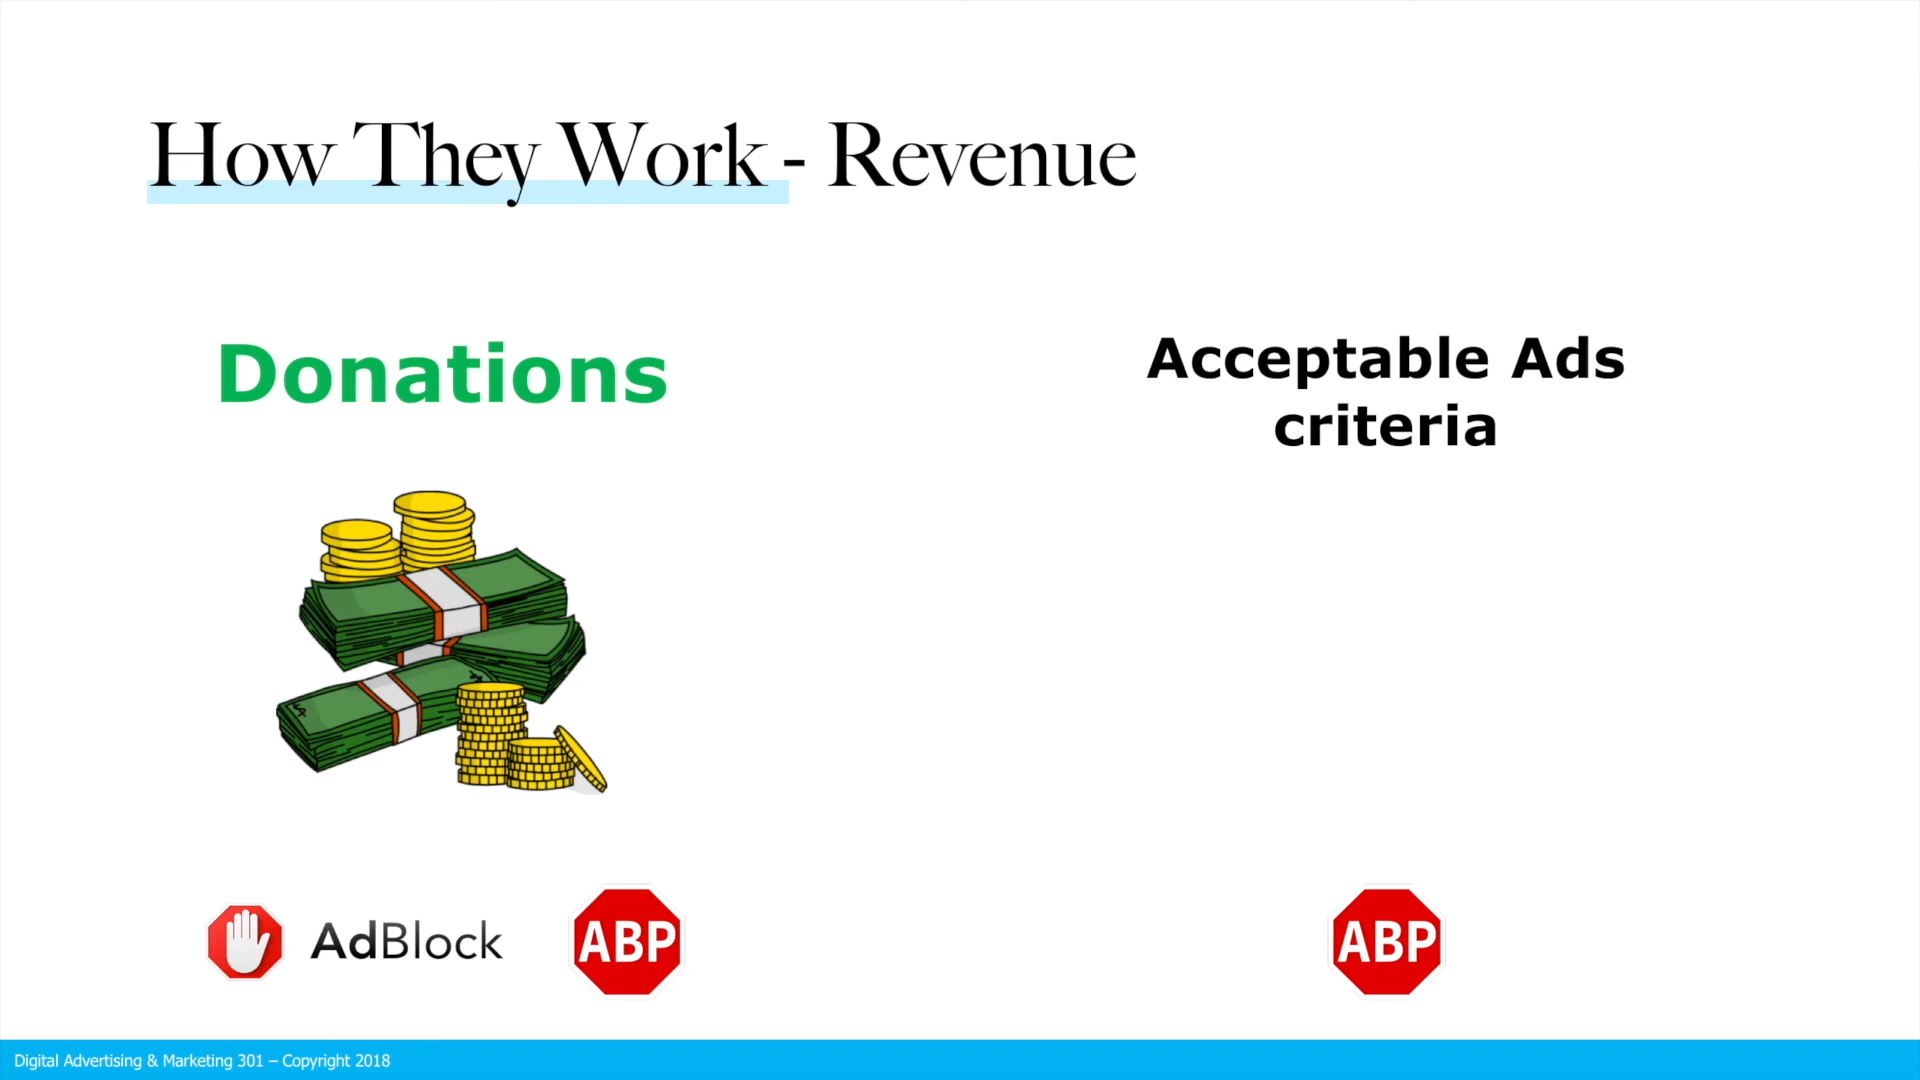 How They Work - Revenue
Donations
Acceptable Ads
criteria
AdBlock
ABP
ABP
Digital Advertising & Marketing 301 – Copyright 2018